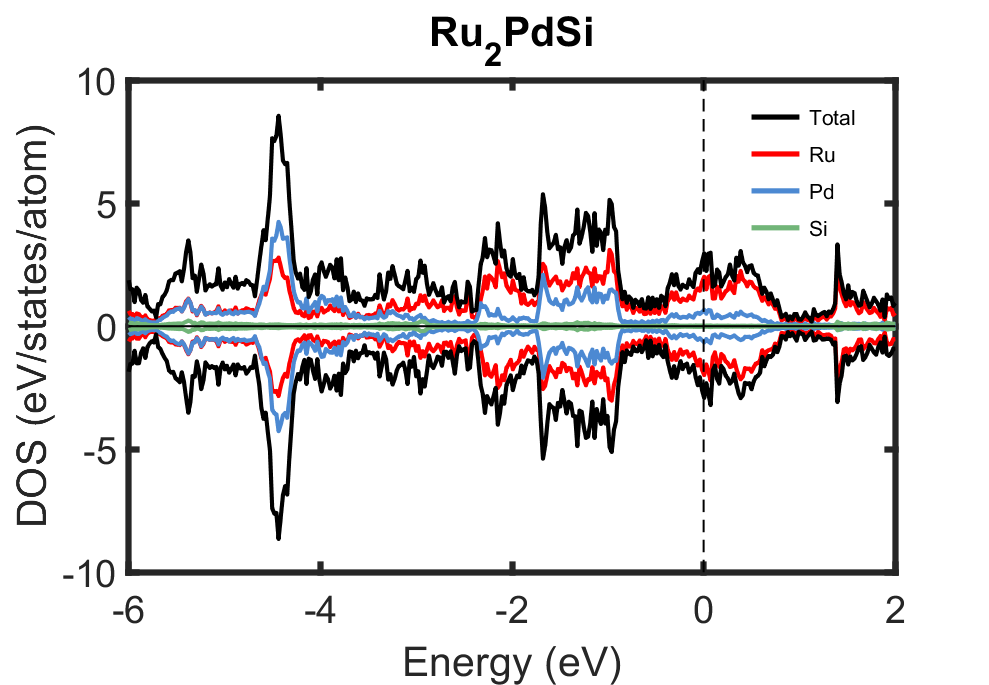 Ru2PdSi
10
5
0
-5
-10
DOS (eV/states/atom)
Total
Ru
Pd
Si
-6
-4
-2
0
2
Energy (eV)